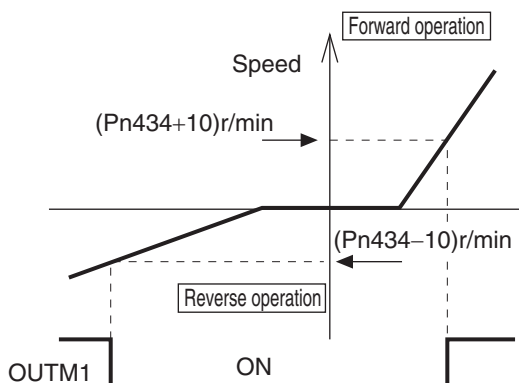 Forward operation
Speed
(Pn434+10)r/min
(Pn434−10)r/min
Reverse operation
OUTM1
ON